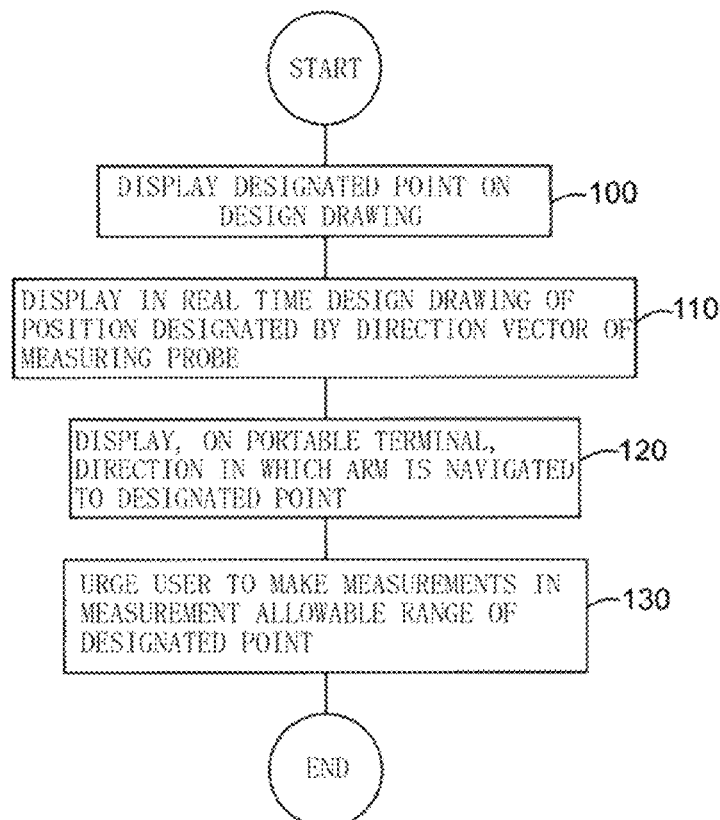 START
DISPLAY DESIGNATED POINT ON
DESIGN DRAWING
100
DISPLAY IN REAL TIME DESIGN DRAWING OF
POSITION DESIGNATED BY DIRECTION VECTOR OF
MEASURING PROBE
110
DISPLAY, ON PORTABLE TERMINAL,
DIRECTION IN WHICH ARM IS NAVIGATED
TO DESIGNATED POINT
120
URGE USER TO MAKE MEASUREMENTS IN
MEASUREMENT ALLOWABLE RANGE OF
DESIGNATED POINT
130
END